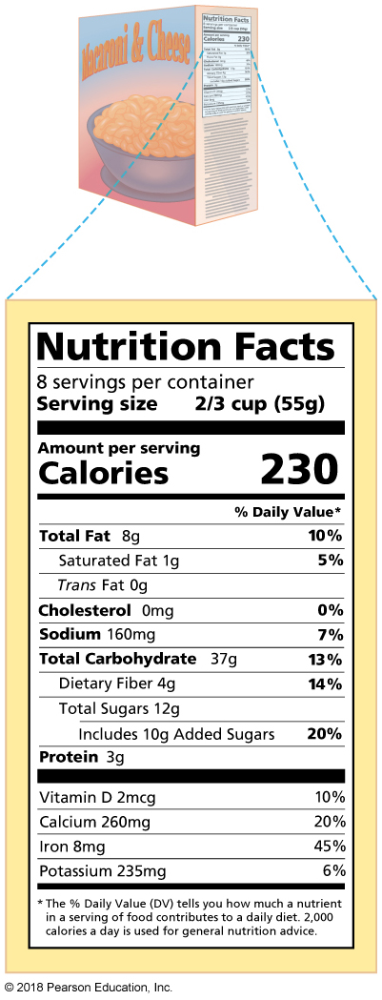 Macaroni & Cheese
Nutrition Facts
Calories 230
Nutrition Facts
8 servings per container
Serving size 2/3 cup (55g)
Amount per serving
Calories 230
% Daily Value*
Total Fat 8g 10%
Saturated Fat 1g 5%
Trans Fat 0g
Cholesterol 0mg 0%
Sodium 160mg 7%
Total Carbohydrate 37g 13%
Dietary Fiber 4g 14%
Total Sugars 12g
Includes 10g Added Sugars 20%
Protein 3g
Vitamin D 2mcg 10%
Calcium 260mg 20%
Iron 8mg 45%
Potassium 235mg 6%
* The % Daily Value (DV) tells you how much a nutrient
in a serving of food contributes to a daily diet. 2,000
calories a day is used for general nutrition advice.
© 2018 Pearson Education, Inc.